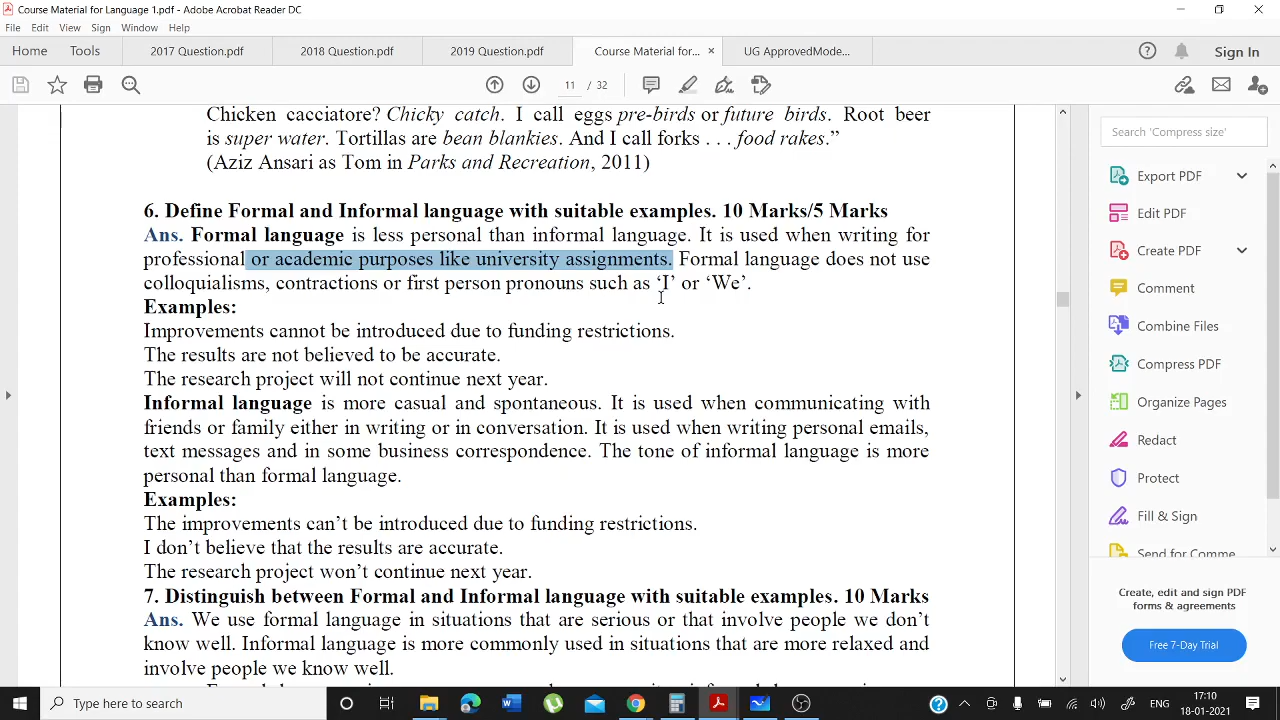 Course Material for Language 1.pdf - Adobe Acrobat Reader DC
File Edit View Sign Window Help
Home Tools 2017 Question.pdf 2018 Question.pdf 2019 Question.pdf Course Material for... × UG ApprovedMode... Sign In
11 / 32
Chicken cacciatore? Chicky catch. I call eggs pre-birds or future birds. Root beer
is super water. Tortillas are bean blankies. And I call forks . . . food rakes.”
(Aziz Ansari as Tom in Parks and Recreation, 2011)
6. Define Formal and Informal language with suitable examples. 10 Marks/5 Marks
Ans. Formal language is less personal than informal language. It is used when writing for
professional or academic purposes like university assignments. Formal language does not use
colloquialisms, contractions or first person pronouns such as ‘I’ or ‘We’.
Examples:
Improvements cannot be introduced due to funding restrictions.
The results are not believed to be accurate.
The research project will not continue next year.
Informal language is more casual and spontaneous. It is used when communicating with
friends or family either in writing or in conversation. It is used when writing personal emails,
text messages and in some business correspondence. The tone of informal language is more
personal than formal language.
Examples:
The improvements can’t be introduced due to funding restrictions.
I don’t believe that the results are accurate.
The research project won’t continue next year.
7. Distinguish between Formal and Informal language with suitable examples. 10 Marks
Ans. We use formal language in situations that are serious or that involve people we don’t
know well. Informal language is more commonly used in situations that are more relaxed and
involve people we know well.
Search 'Compress size'
Export PDF
Edit PDF
Create PDF
Comment
Combine Files
Compress PDF
Organize Pages
Redact
Protect
Fill & Sign
Send for Comme
Create, edit and sign PDF
forms & agreements
Free 7-Day Trial
Type here to search
ENG
17:10
18-01-2021